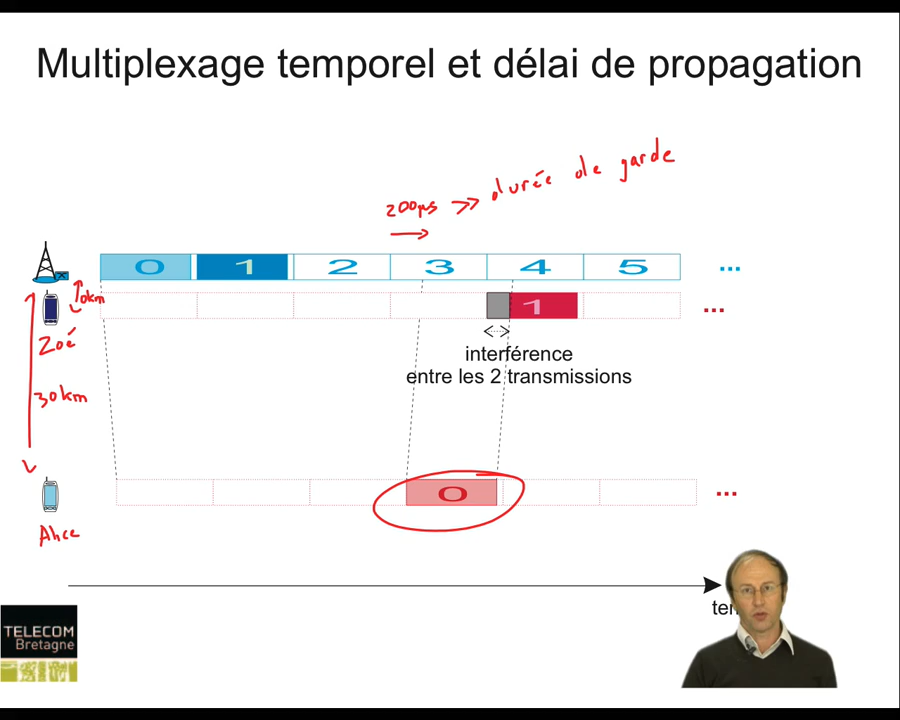 Multiplexage temporel et délai de propagation
200µs >> durée de garde
0 1 2 3 4 5 ...
0km
1 ...
Zoé
interférence
entre les 2 transmissions
30km
0 ...
Alice
TELECOM
Bretagne